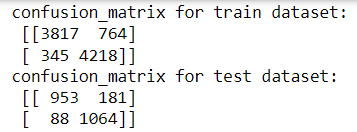 confusion_matrix for train dataset:
[[3817  764]
[ 345 4218]]
confusion_matrix for test dataset:
[[ 953  181]
[  88 1064]]